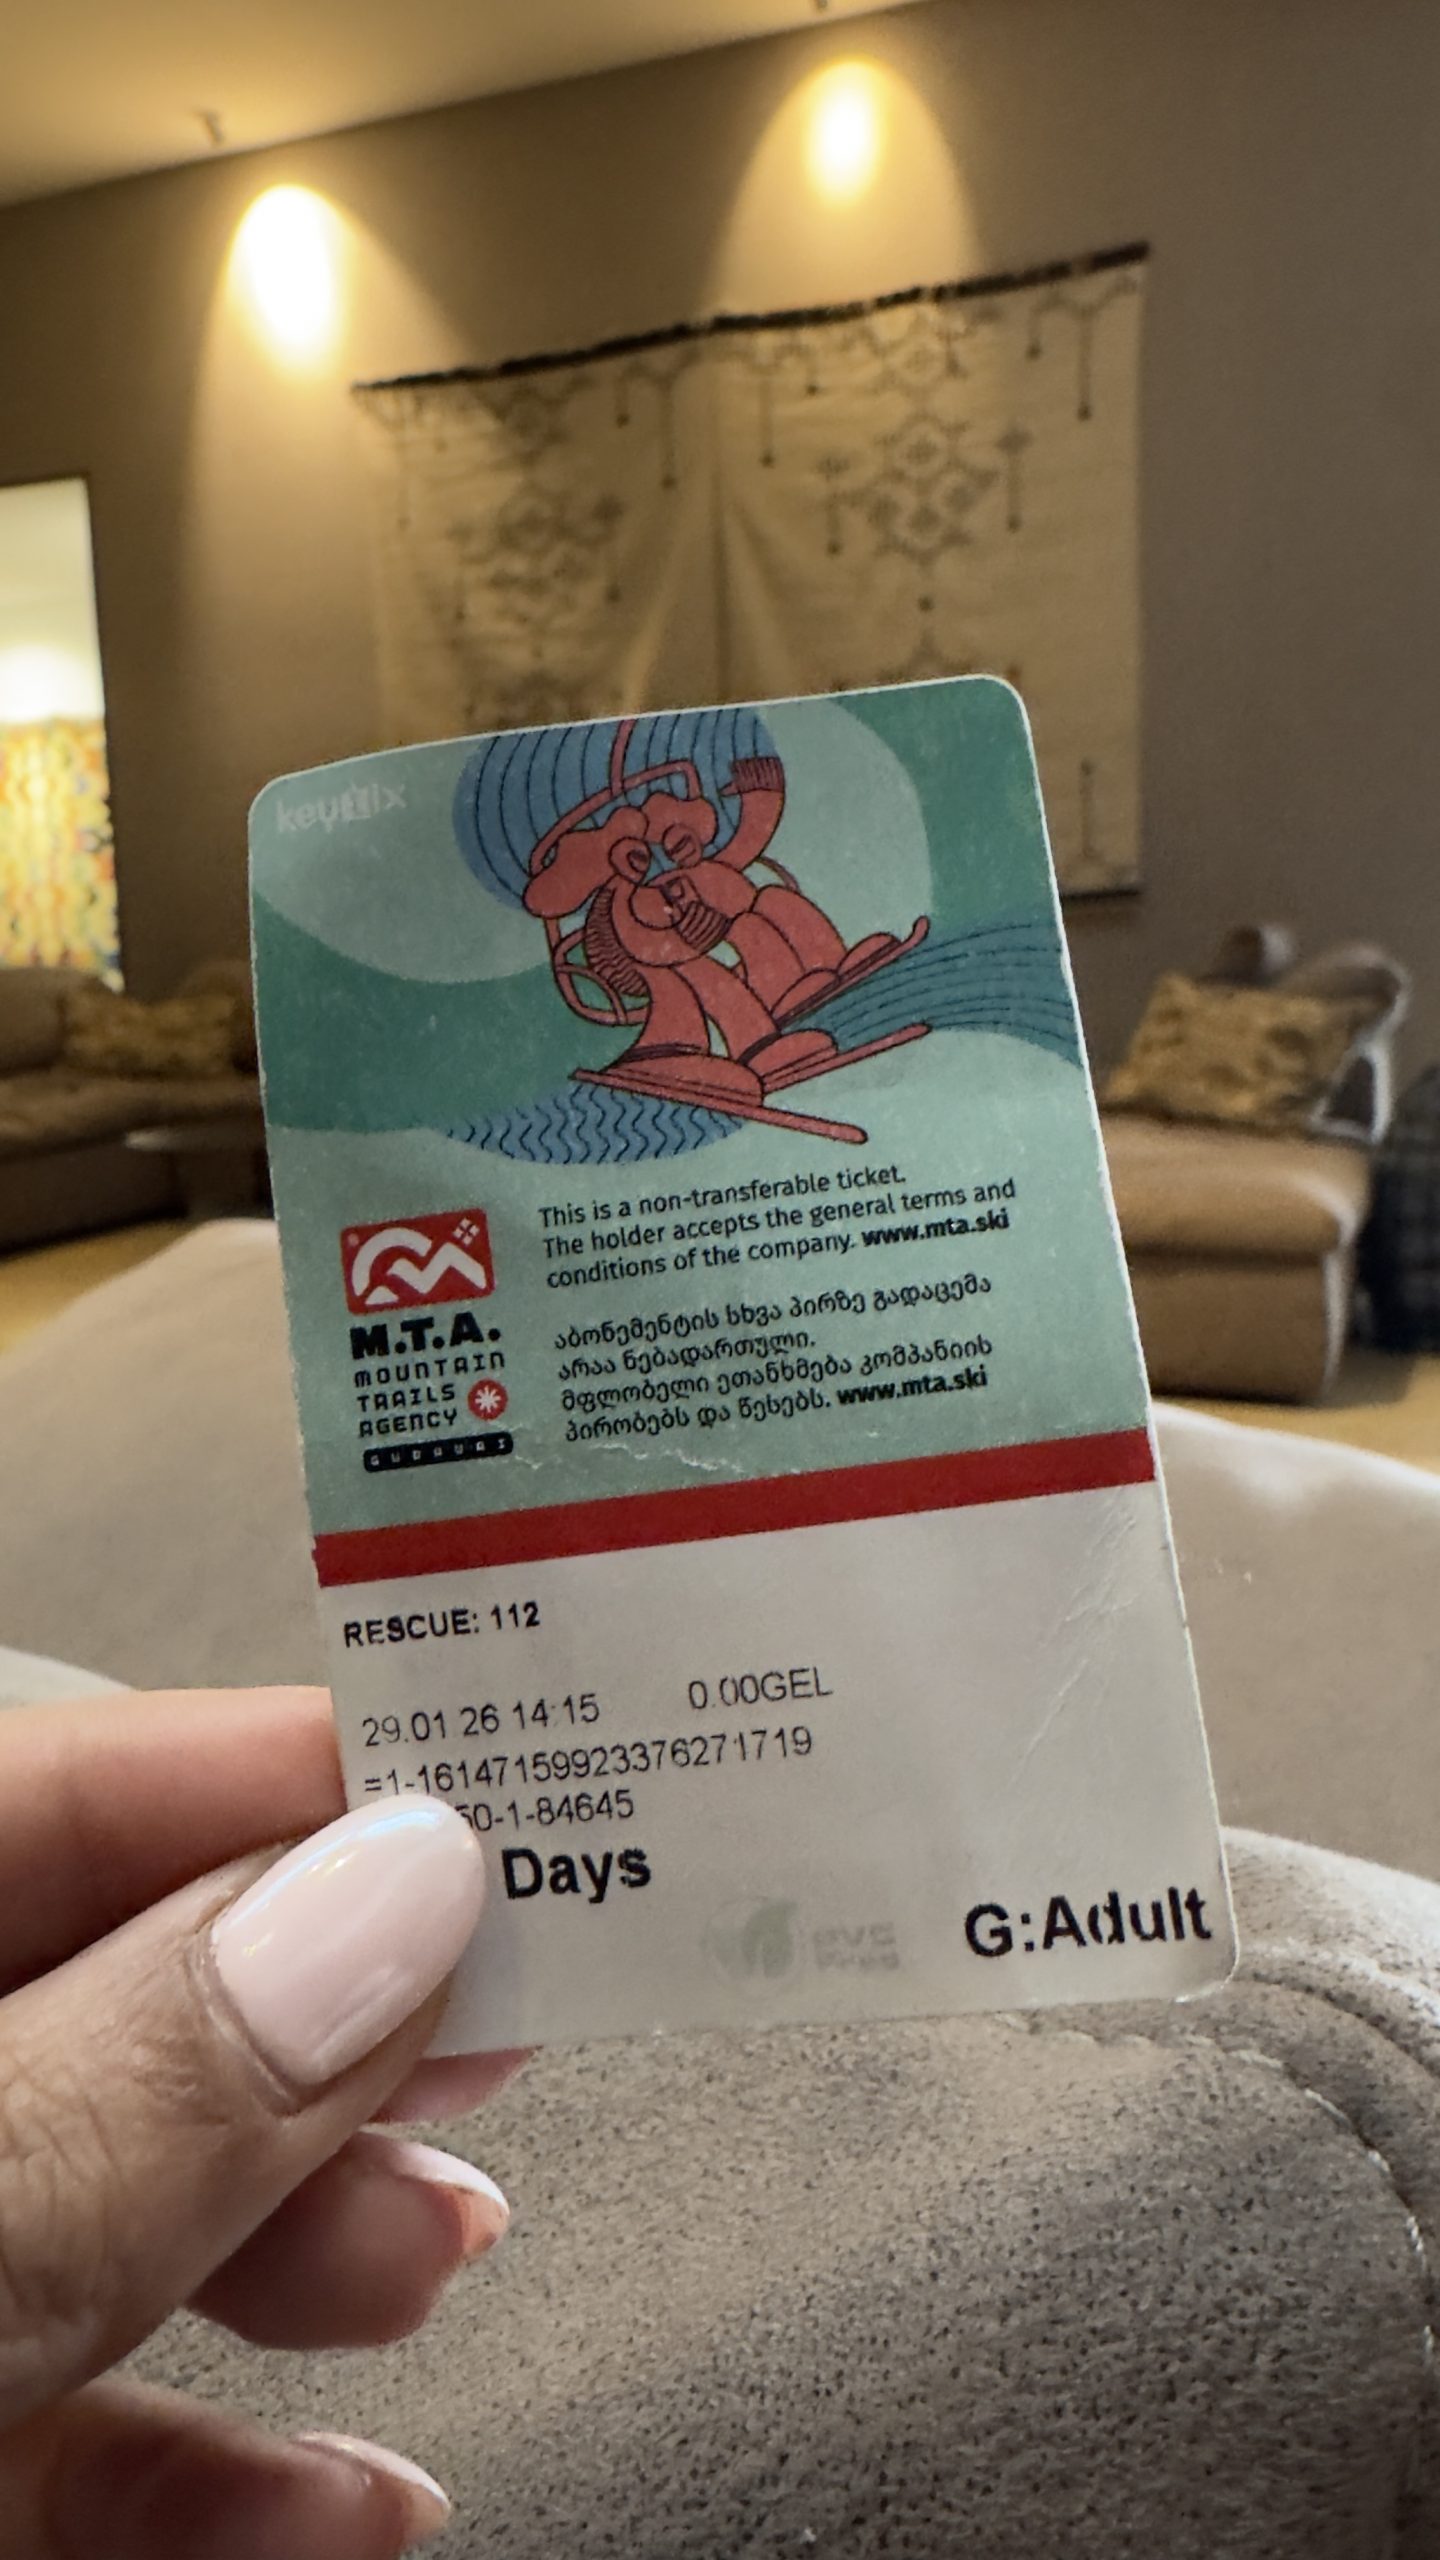 keytix
This is a non-transferable ticket.
The holder accepts the general terms and
conditions of the company. www.mta.ski
აბონემენტის სხვა პირზე გადაცემა
არაა ნებადართული.
მფლობელი ეთანხმება კომპანიის
პირობებს და წესებს. www.mta.ski
M.T.A.
MOUNTAIN
TRAILS
AGENCY
GUDAURI
RESCUE: 112
29.01.26 14:15 0.00GEL
=1-16147159923376271719
50-1-84645
Days
G:Adult
PVC
Free